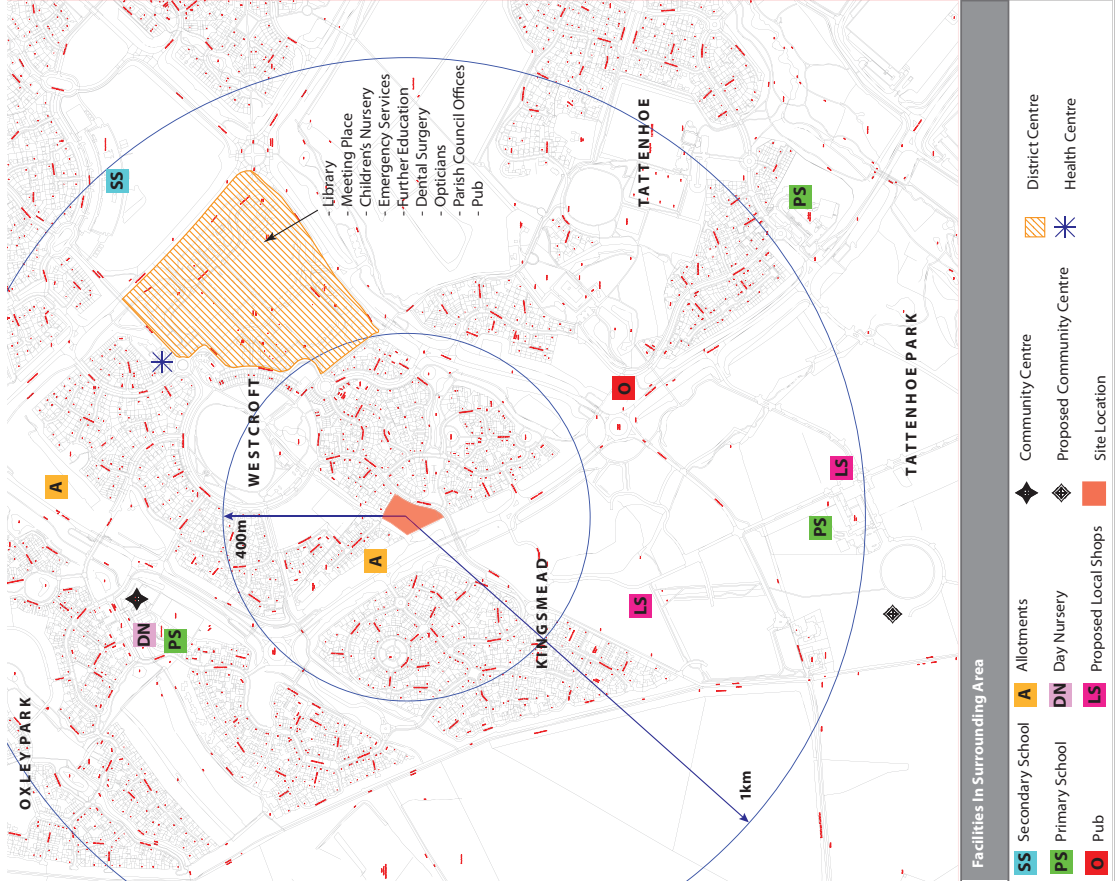 OXLEY PARK
A
SS
DN
PS
WESTCROFT
- Library
- Meeting Place
- Children's Nursery
- Emergency Services
- Further Education
- Dental Surgery
- Opticians
- Parish Council Offices
- Pub
400m
A
KINGSMEAD
TATTENHOE
O
LS
PS
LS
PS
TATTENHOE PARK
1km
Facilities In Surrounding Area
SS Secondary School
PS Primary School
O Pub
A Allotments
DN Day Nursery
LS Proposed Local Shops
Community Centre
Proposed Community Centre
Site Location
District Centre
Health Centre